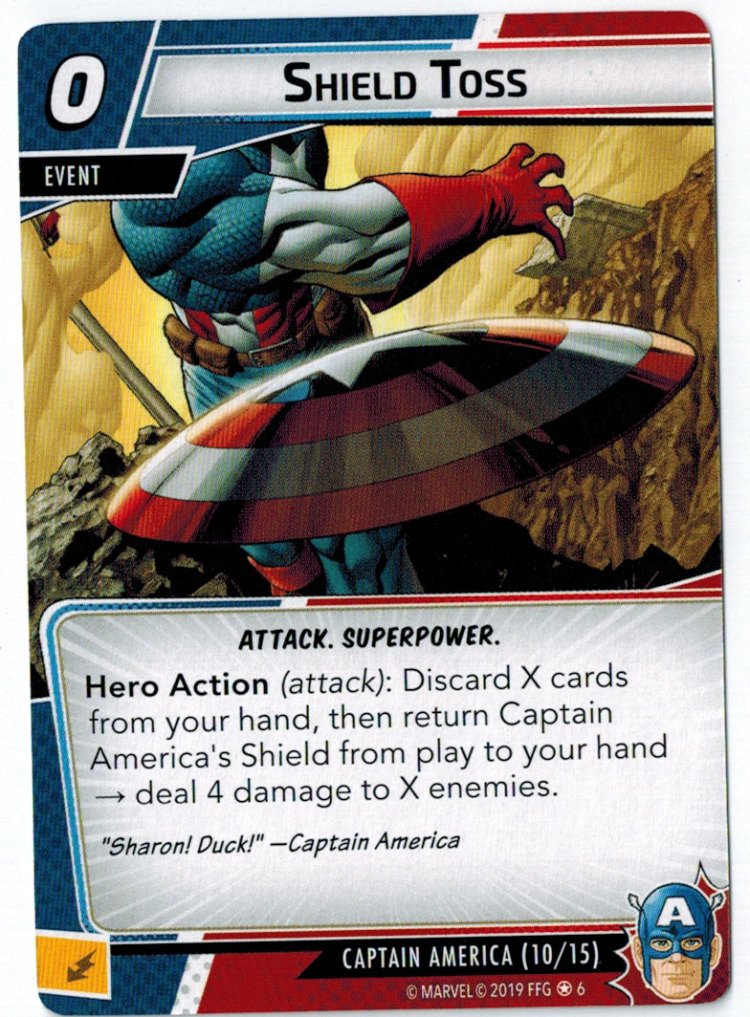 0
SHIELD TOSS
EVENT
ATTACK. SUPERPOWER.
Hero Action (attack): Discard X cards
from your hand, then return Captain
America's Shield from play to your hand
→ deal 4 damage to X enemies.
"Sharon! Duck!" —Captain America
CAPTAIN AMERICA (10/15)
© MARVEL © 2019 FFG ✪ 6
A